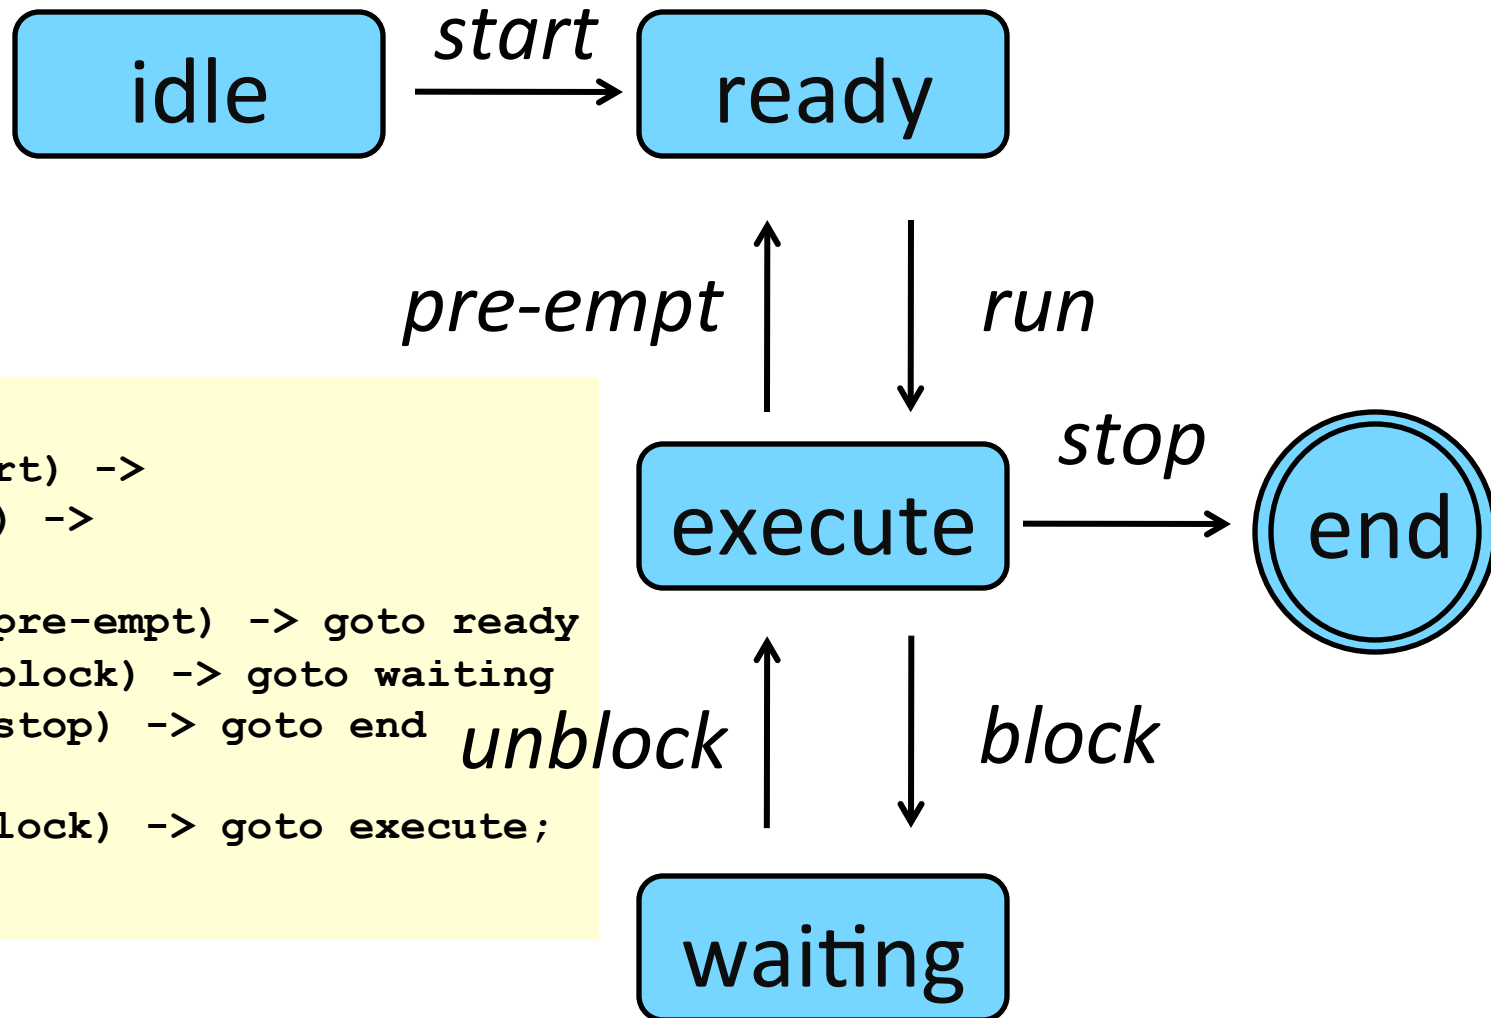 start
idle
ready
pre-empt
run
rt) ->
) ->
pre-empt) -> goto ready
block) -> goto waiting
stop) -> goto end
lock) -> goto execute;
stop
execute
end
unblock
block
waiting